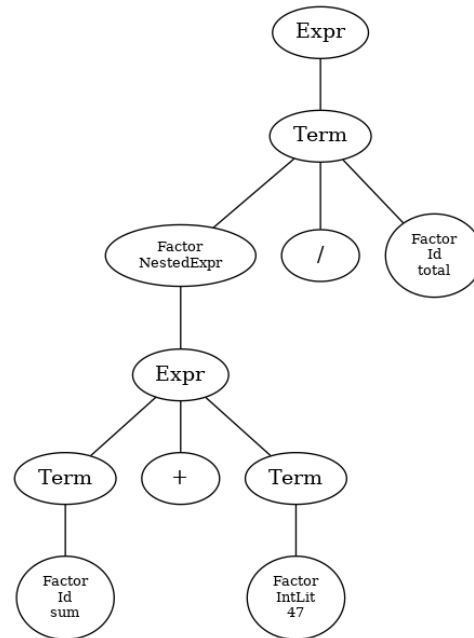 Expr
Term
Factor
NestedExpr
/
Factor
Id
total
Expr
Term
+
Term
Factor
Id
sum
Factor
IntLit
47